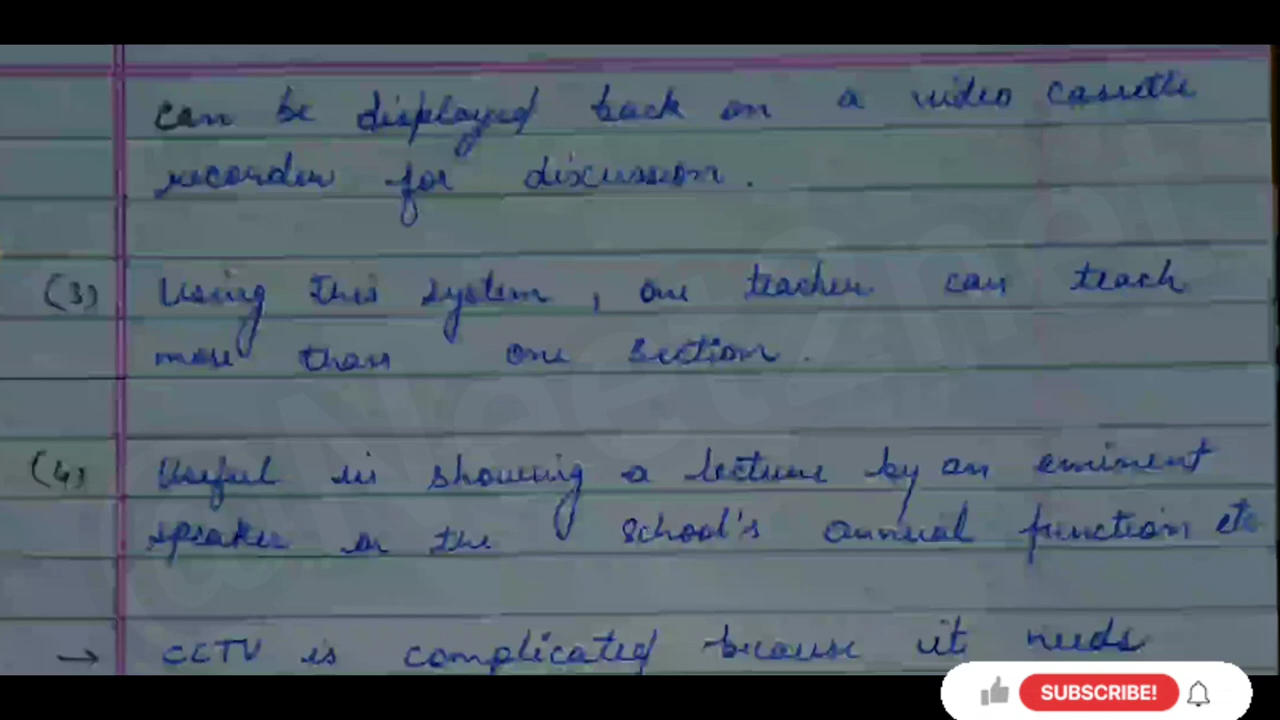 can be displayed back on a video cassette
recorder for discussion.
(3) Using this system, one teacher can teach
more than one section.
(4) Useful in showing a lecture by an eminent
speaker or the school's annual function etc
→ CCTV is complicated because it needs
@Neet2net
SUBSCRIBE!